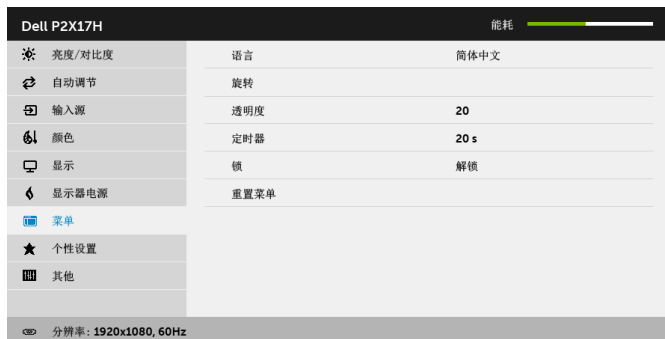 Dell P2X17H 能耗
亮度/对比度 语言 简体中文
自动调节 旋转
输入源 透明度 20
颜色 定时器 20 s
显示 锁 解锁
显示器电源 重置菜单
菜单
个性设置
其他
分辨率: 1920x1080, 60Hz